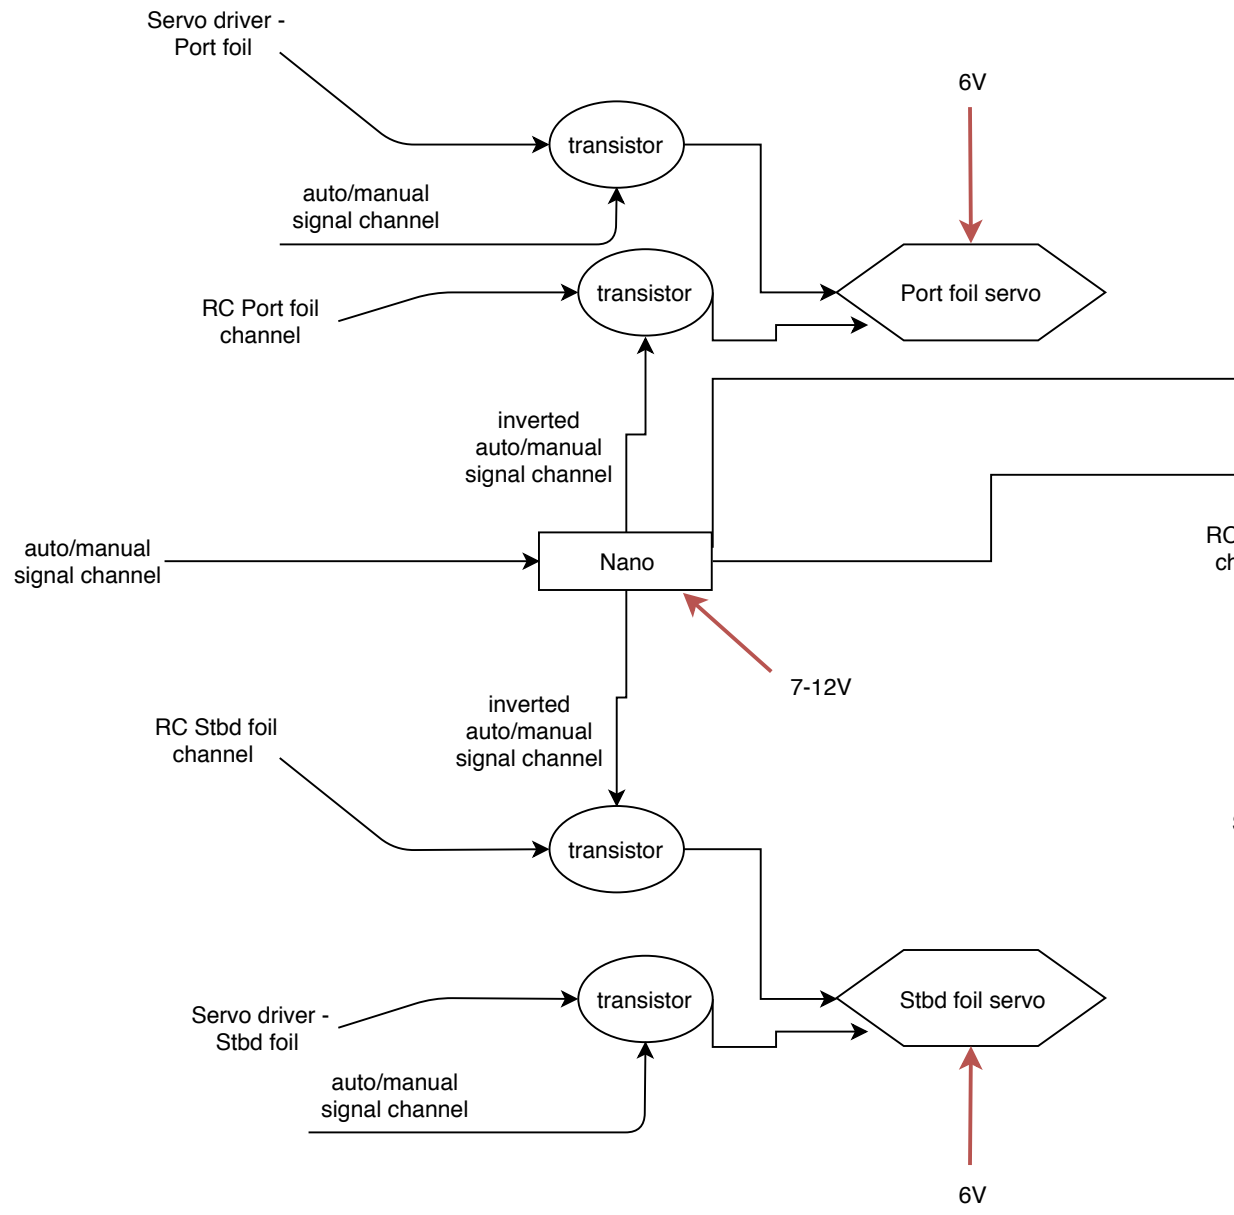 Servo driver -
Port foil
6V
transistor
auto/manual
signal channel
RC Port foil
channel
transistor
Port foil servo
inverted
auto/manual
signal channel
auto/manual
signal channel
Nano
RC
ch
7-12V
inverted
auto/manual
signal channel
RC Stbd foil
channel
transistor
Servo driver -
Stbd foil
transistor
Stbd foil servo
auto/manual
signal channel
6V